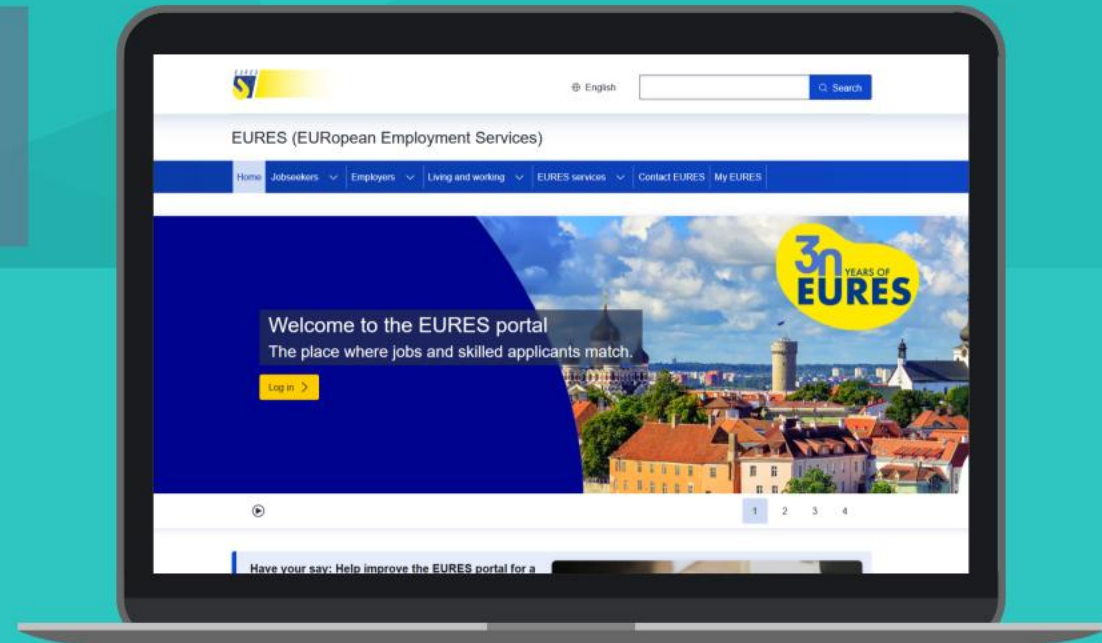 EURES
English
Search
EURES (EURopean Employment Services)
Home Jobseekers Employers Living and working EURES services Contact EURES My EURES
30 YEARS OF EURES
Welcome to the EURES portal
The place where jobs and skilled applicants match.
Log in
1 2 3 4
Have your say: Help improve the EURES portal for a